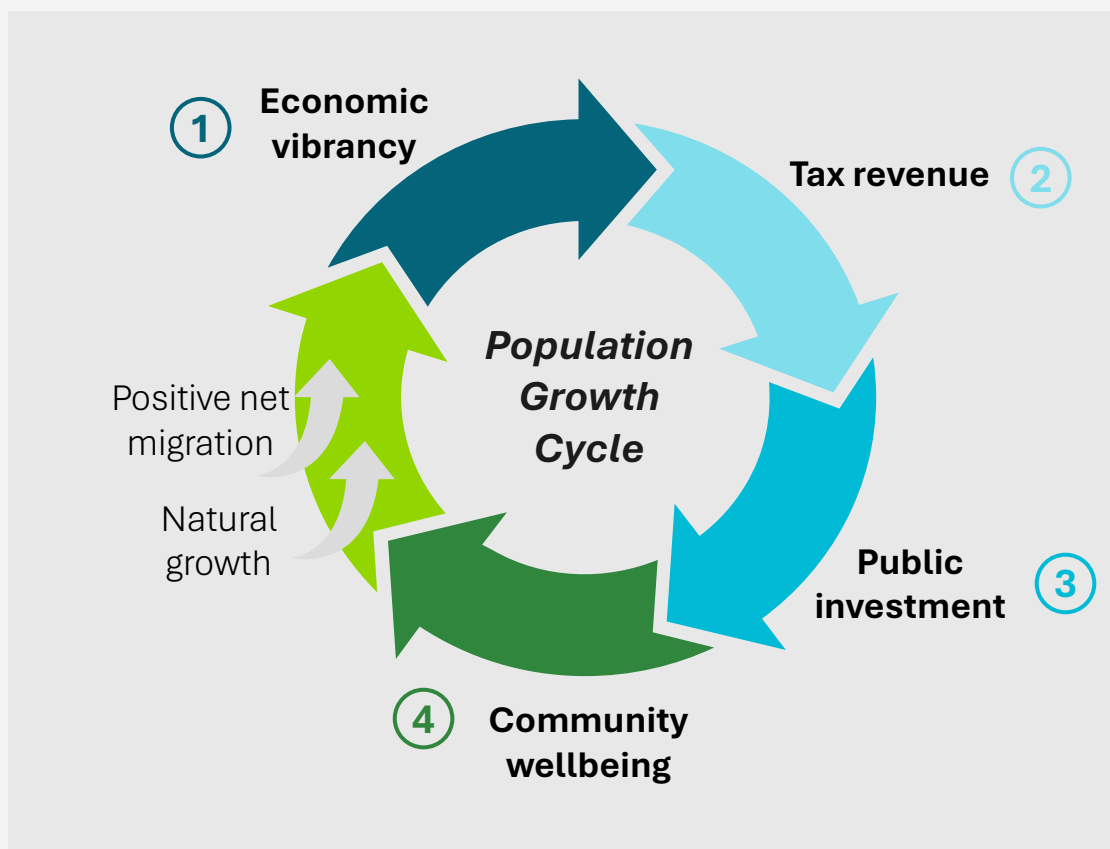 1
Economic
vibrancy
Tax revenue
2
Population
Growth
Cycle
Positive net
migration
Natural
growth
Public
investment
3
4
Community
wellbeing